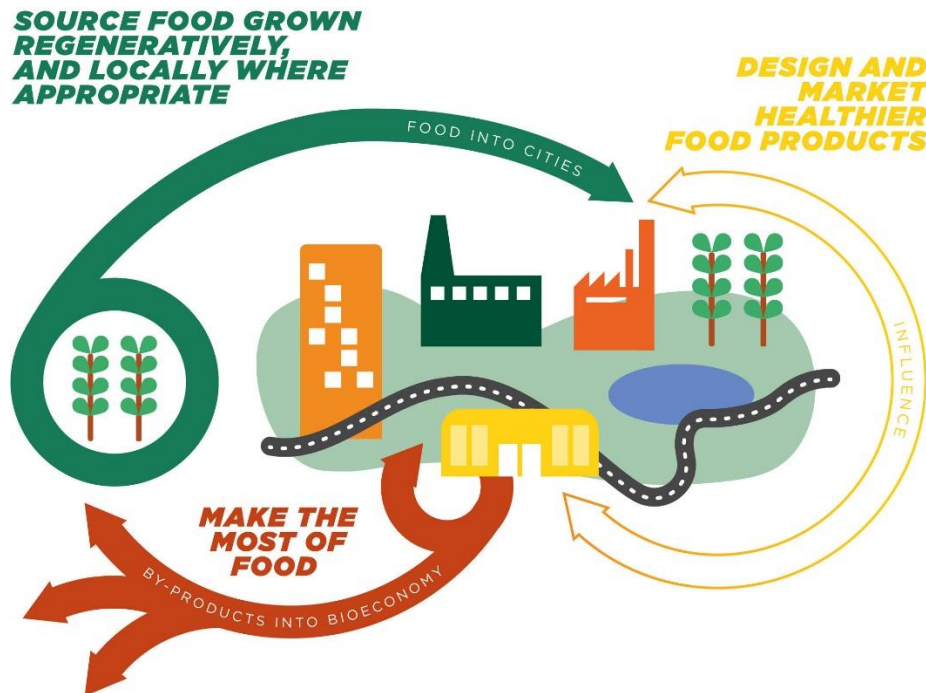 SOURCE FOOD GROWN
REGENERATIVELY,
AND LOCALLY WHERE
APPROPRIATE
DESIGN AND
MARKET
HEALTHIER
FOOD PRODUCTS
FOOD INTO CITIES
INFLUENCE
MAKE THE
MOST OF
FOOD
BY-PRODUCTS INTO BIOECONOMY